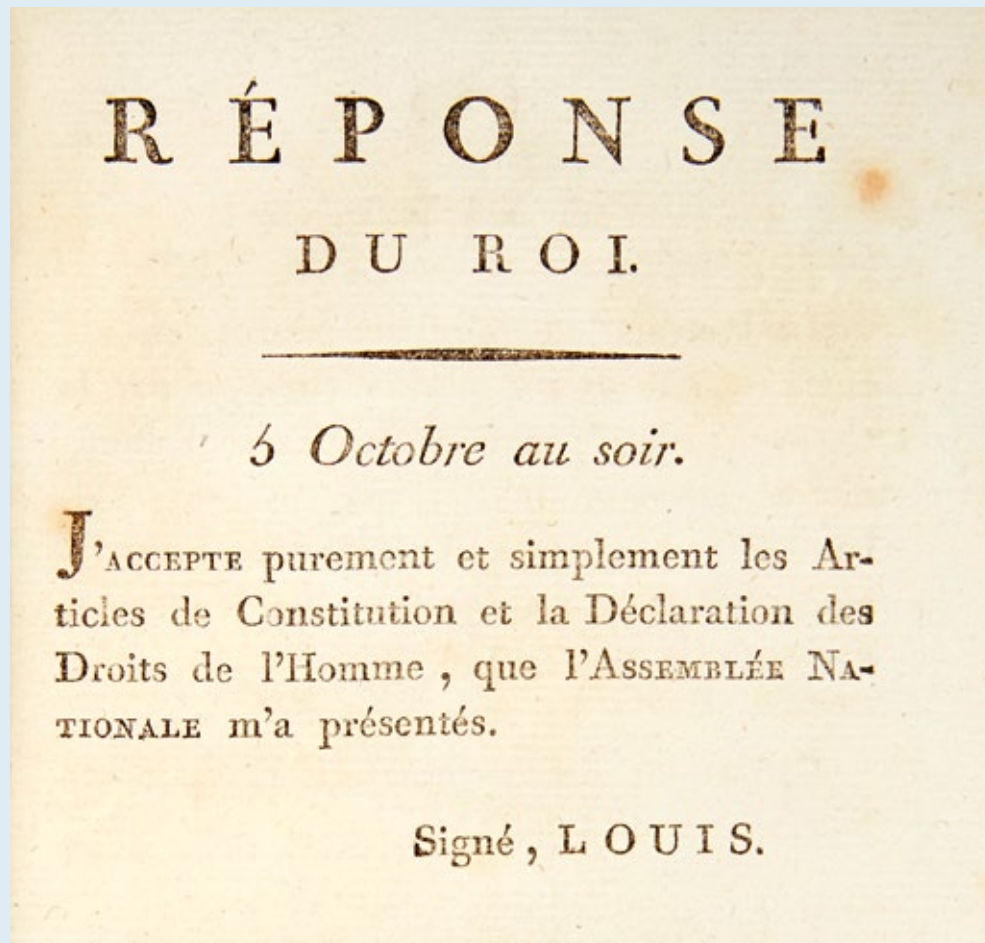 RÉPONSE
DU ROI.
5 Octobre au soir.
J'ACCEPTE purement et simplement les Ar-
ticles de Constitution et la Déclaration des
Droits de l'Homme , que l'ASSEMBLÉE NA-
TIONALE m'a présentés.
Signé , LOUIS.